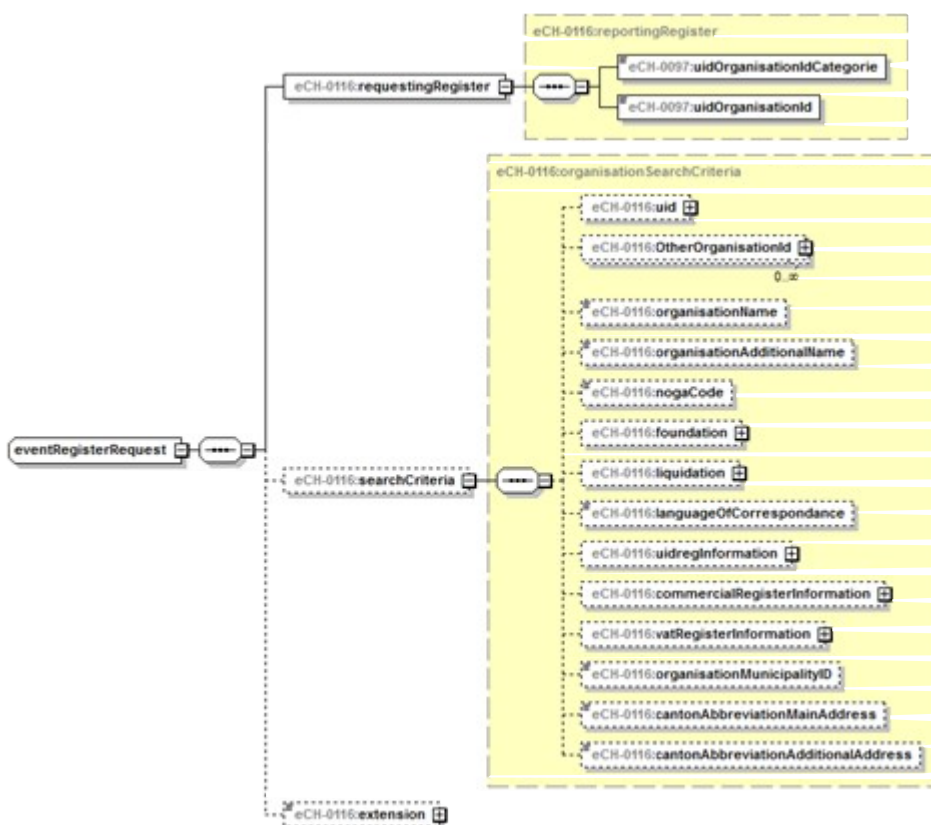 eCH-0116:reportingRegister
eCH-0097:uidOrganisationIdCategorie
eCH-0116:requestingRegister
eCH-0097:uidOrganisationId
eCH-0116:organisationSearchCriteria
eCH-0116:uid
eCH-0116:OtherOrganisationId
0..∞
eCH-0116:organisationName
eCH-0116:organisationAdditionalName
eCH-0116:nogaCode
eCH-0116:foundation
eventRegisterRequest
eCH-0116:searchCriteria
eCH-0116:liquidation
eCH-0116:languageOfCorrespondance
eCH-0116:uidregInformation
eCH-0116:commercialRegisterInformation
eCH-0116:vatRegisterInformation
eCH-0116:organisationMunicipalityID
eCH-0116:cantonAbbreviationMainAddress
eCH-0116:cantonAbbreviationAdditionalAddress
eCH-0116:extension